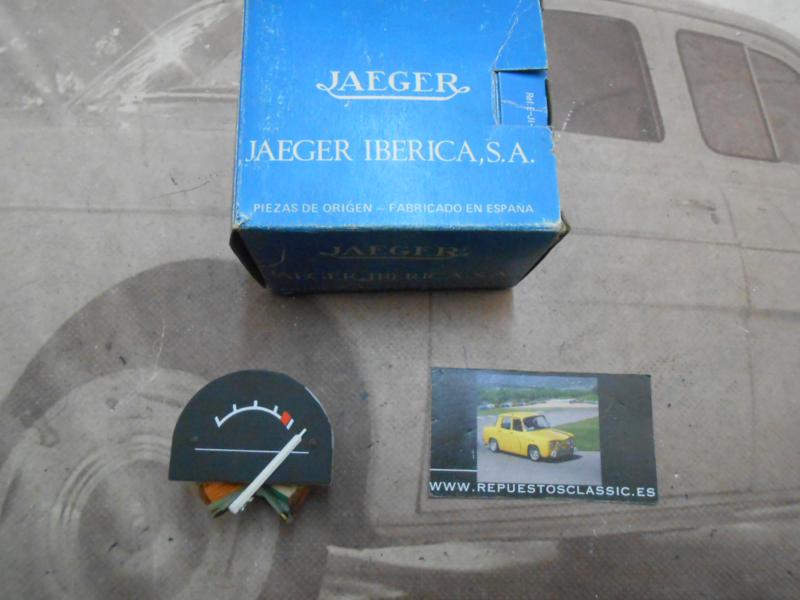 JAEGER
JAEGER IBERICA, S.A.
PIEZAS DE ORIGEN – FABRICADO EN ESPAÑA
JAEGER
JAEGER IBERICA, S.A.
WWW.REPUESTOSCLASSIC.ES